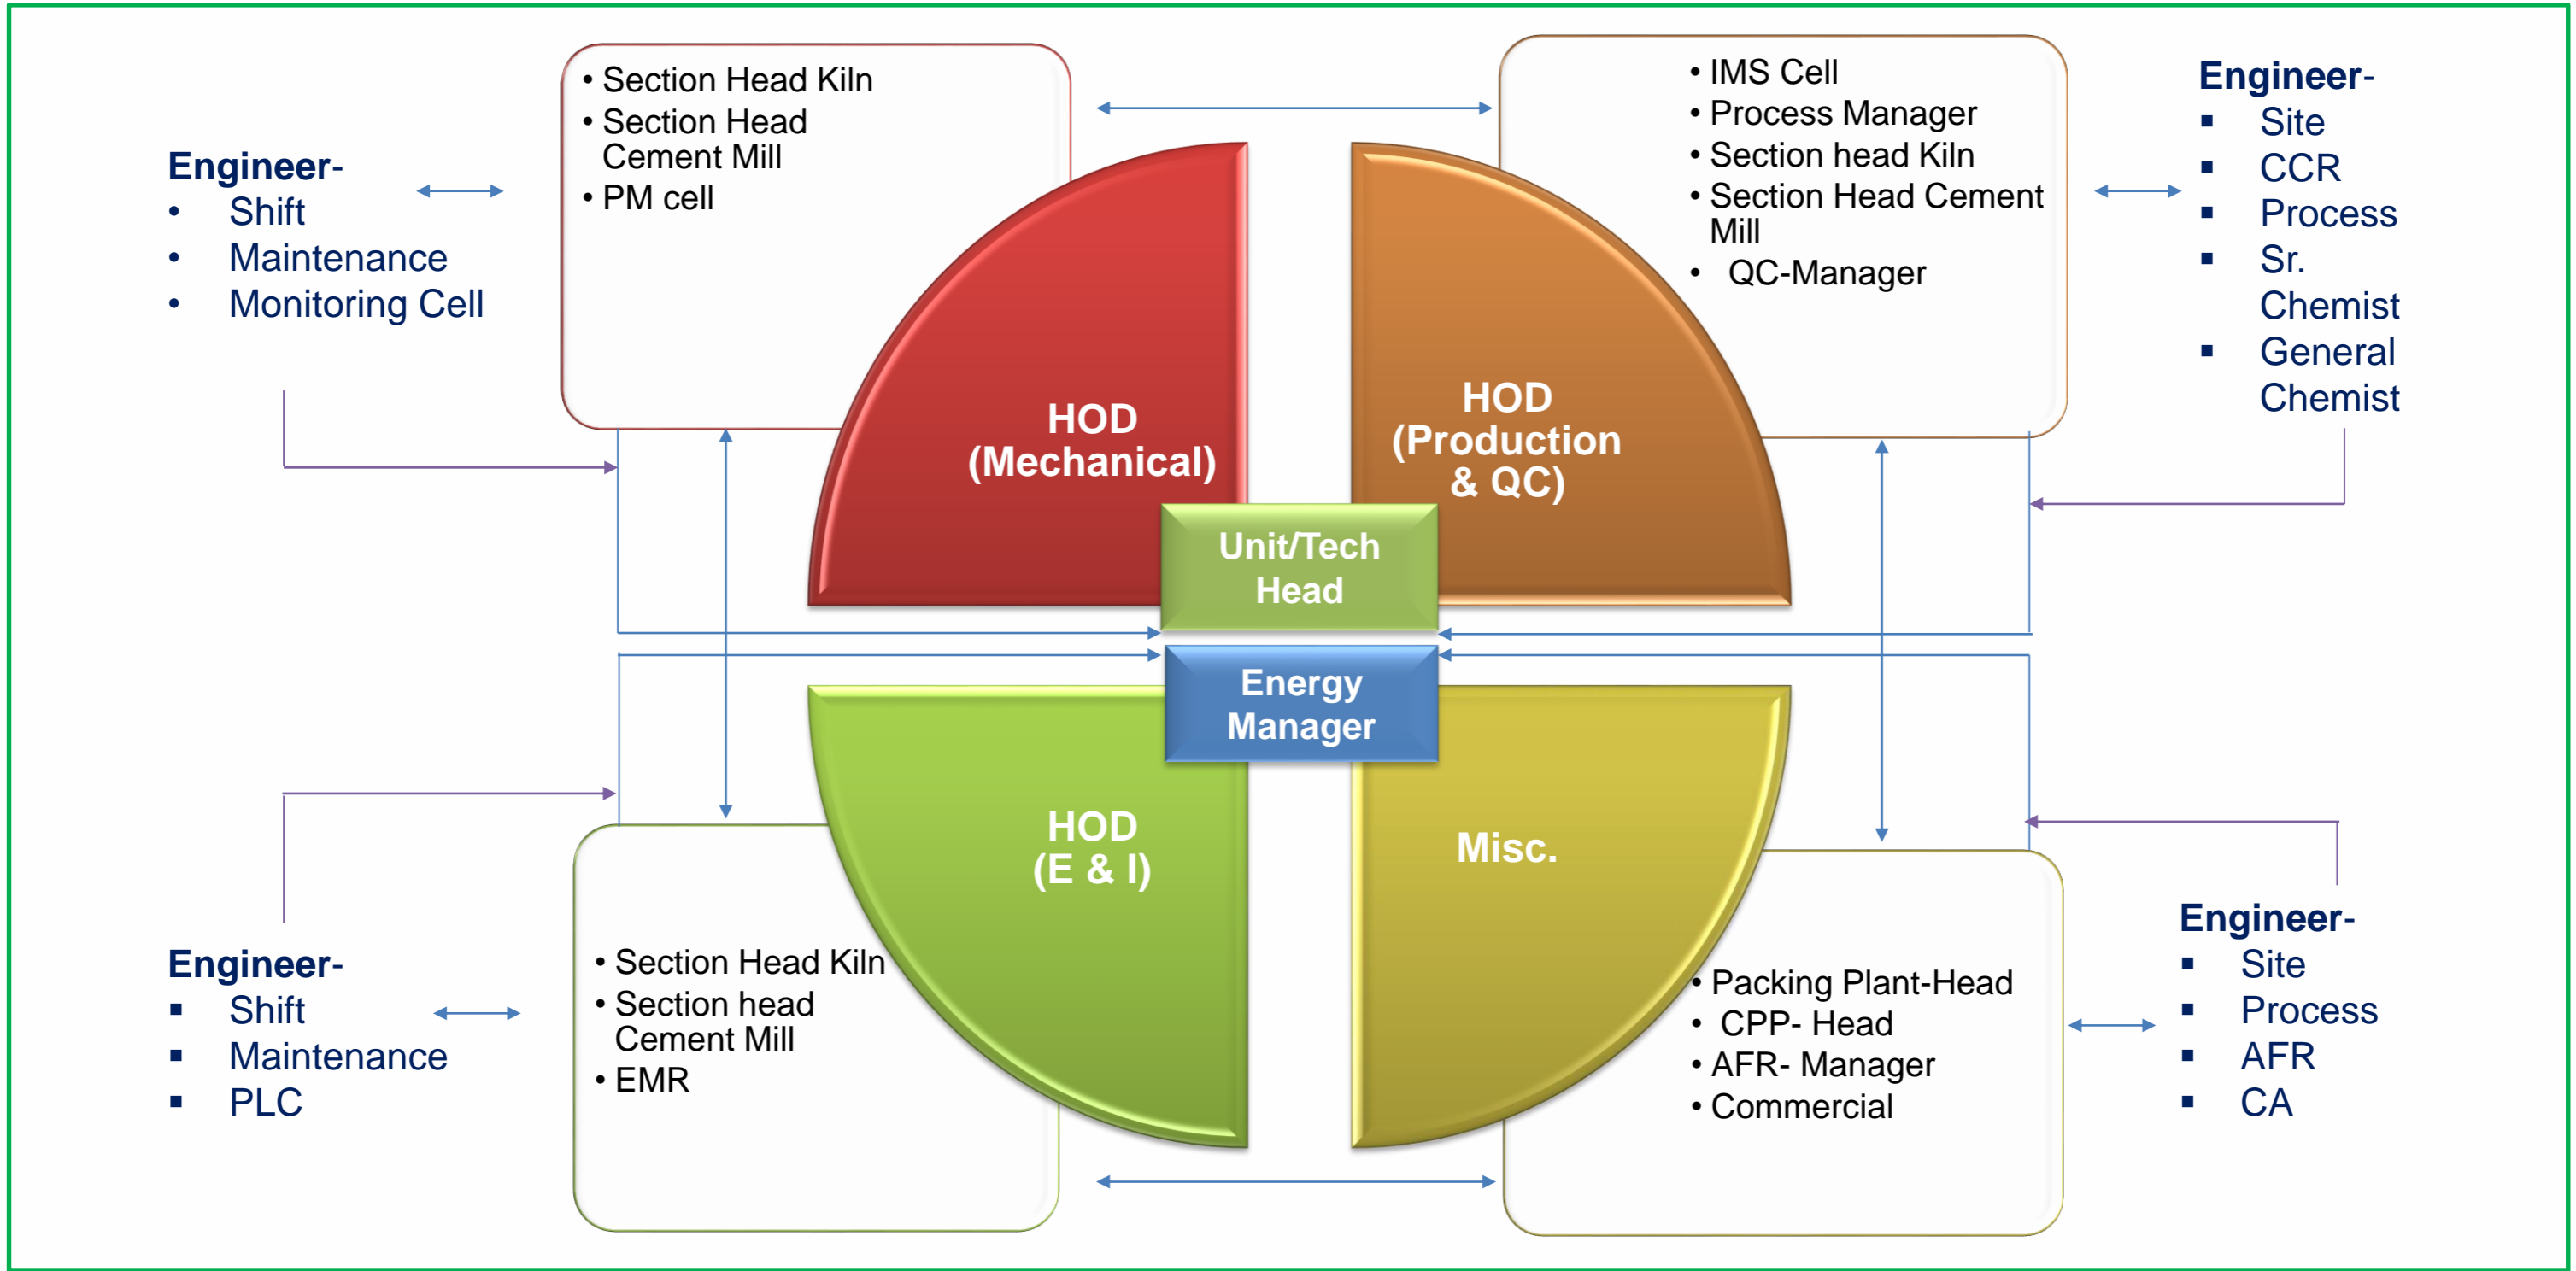 Engineer-
• Shift
• Maintenance
• Monitoring Cell
• Section Head Kiln
• Section Head
Cement Mill
• PM cell
• IMS Cell
• Process Manager
• Section head Kiln
• Section Head Cement
Mill
• QC-Manager
Engineer-
▪ Site
▪ CCR
▪ Process
▪ Sr.
Chemist
▪ General
Chemist
HOD
(Mechanical)
HOD
(Production
& QC)
Unit/Tech
Head
Energy
Manager
HOD
(E & I)
Misc.
Engineer-
▪ Shift
▪ Maintenance
▪ PLC
• Section Head Kiln
• Section head
Cement Mill
• EMR
• Packing Plant-Head
• CPP- Head
• AFR- Manager
• Commercial
Engineer-
▪ Site
▪ Process
▪ AFR
▪ CA